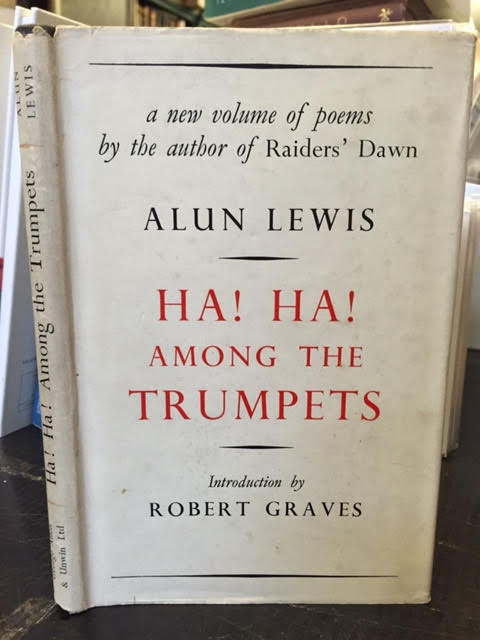 a new volume of poems
by the author of Raiders' Dawn
ALUN LEWIS
HA! HA!
AMONG THE
TRUMPETS
Introduction by
ROBERT GRAVES
ALUN
LEWIS
Ha! Ha! Among the Trumpets
& Unwin Ltd